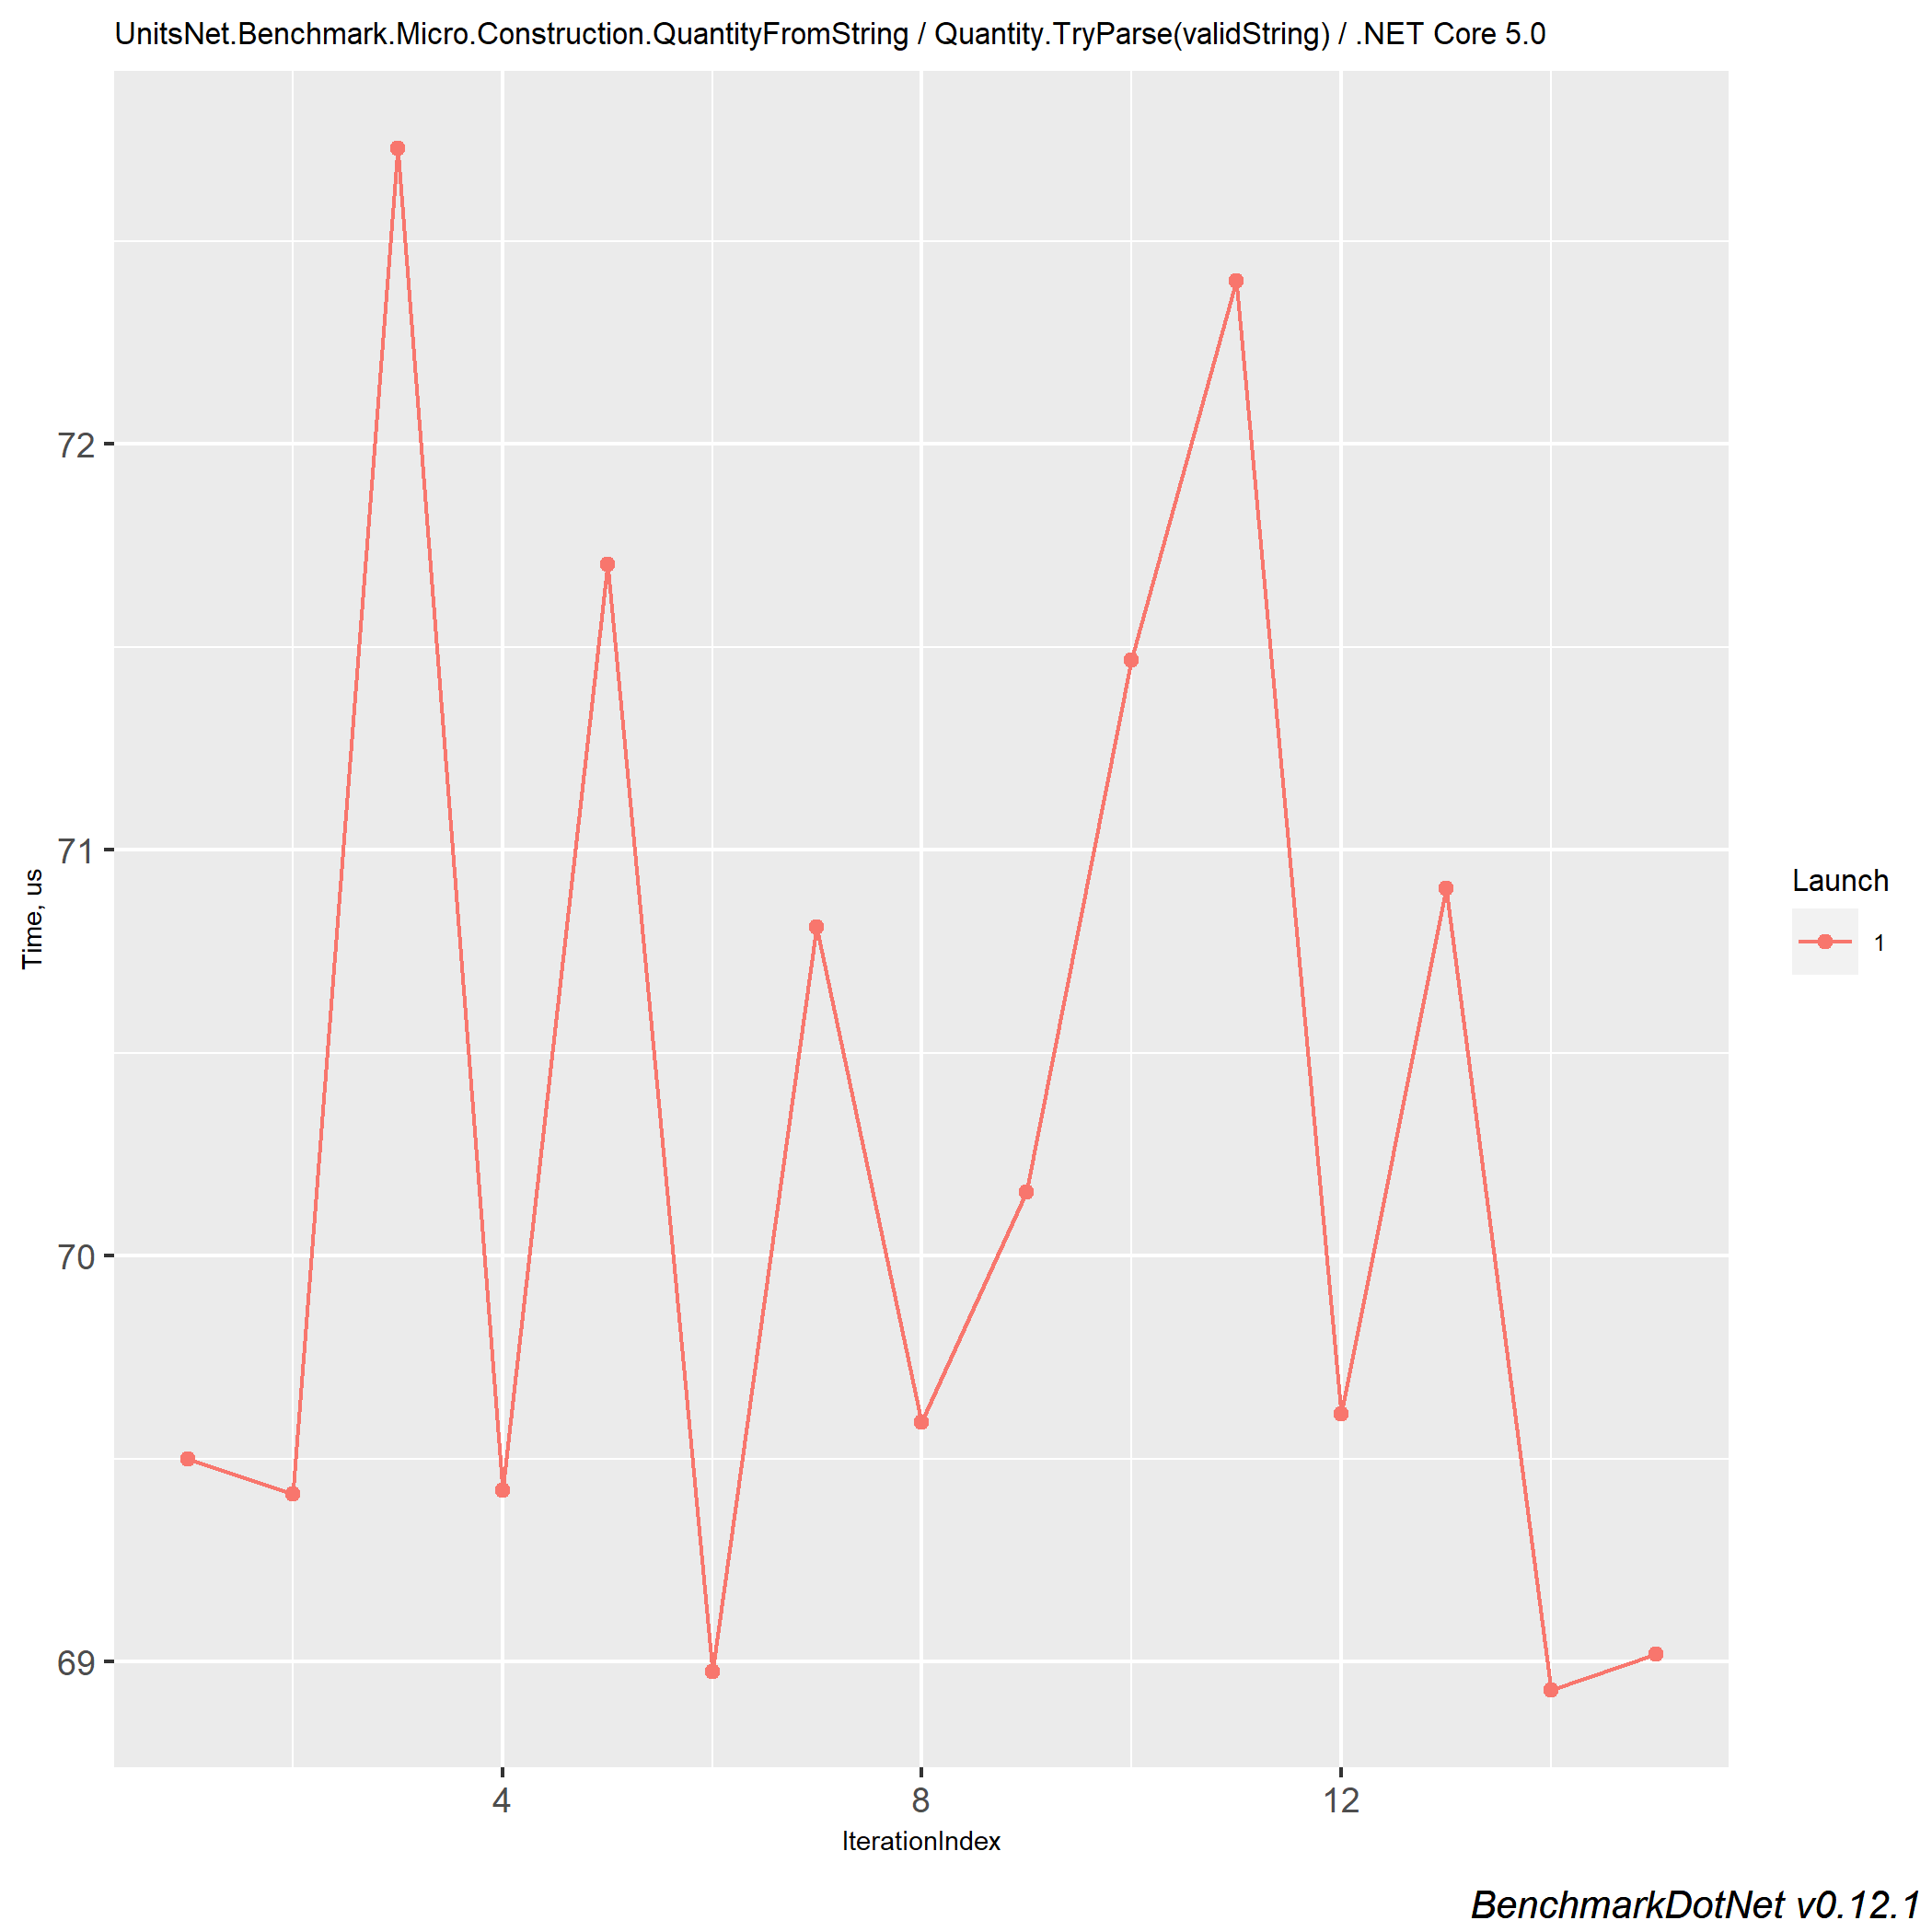 UnitsNet.Benchmark.Micro.Construction.QuantityFromString / Quantity.TryParse(validString) / .NET Core 5.0
72
71
70
69
Time, us
4
8
12
IterationIndex
Launch
1
BenchmarkDotNet v0.12.1